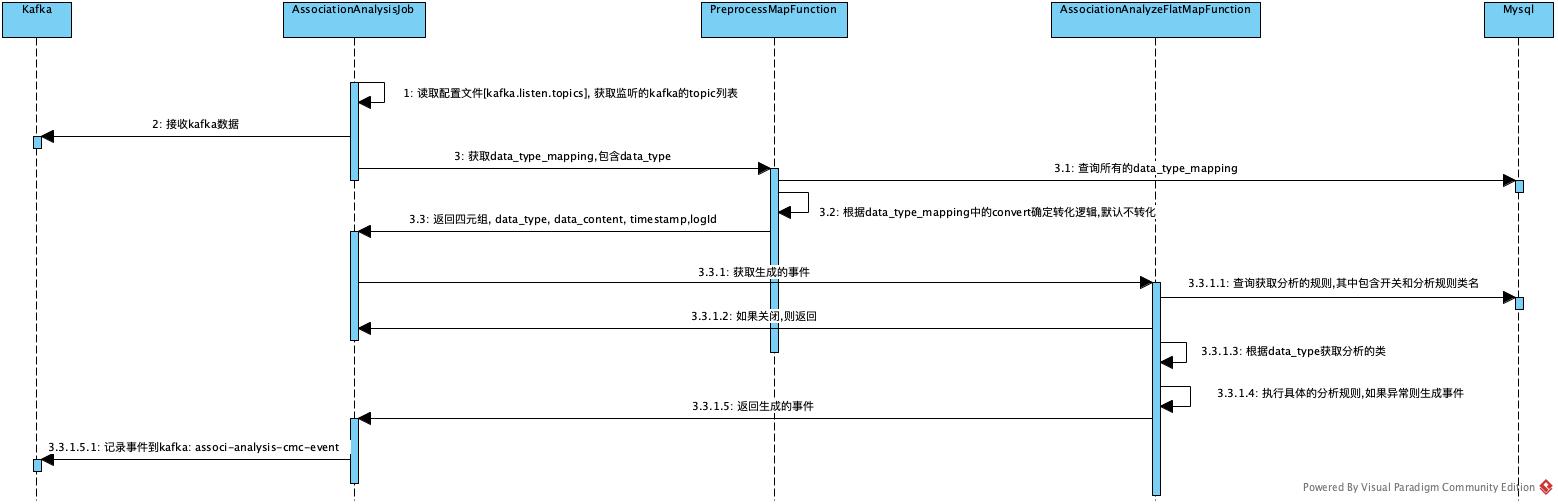 Kafka
AssociationAnalysisJob
PreprocessMapFunction
AssociationAnalyzeFlatMapFunction
Mysql
1: 读取配置文件[kafka.listen.topics], 获取监听的kafka的topic列表
2: 接收kafka数据
3: 获取data_type_mapping,包含data_type
3.1: 查询所有的data_type_mapping
3.2: 根据data_type_mapping中的convert确定转化逻辑,默认不转化
3.3: 返回四元组, data_type, data_content, timestamp,logId
3.3.1: 获取生成的事件
3.3.1.1: 查询获取分析的规则,其中包含开关和分析规则类名
3.3.1.2: 如果关闭,则返回
3.3.1.3: 根据data_type获取分析的类
3.3.1.4: 执行具体的分析规则,如果异常则生成事件
3.3.1.5: 返回生成的事件
3.3.1.5.1: 记录事件到kafka: associ-analysis-cmc-event
Powered By Visual Paradigm Community Edition